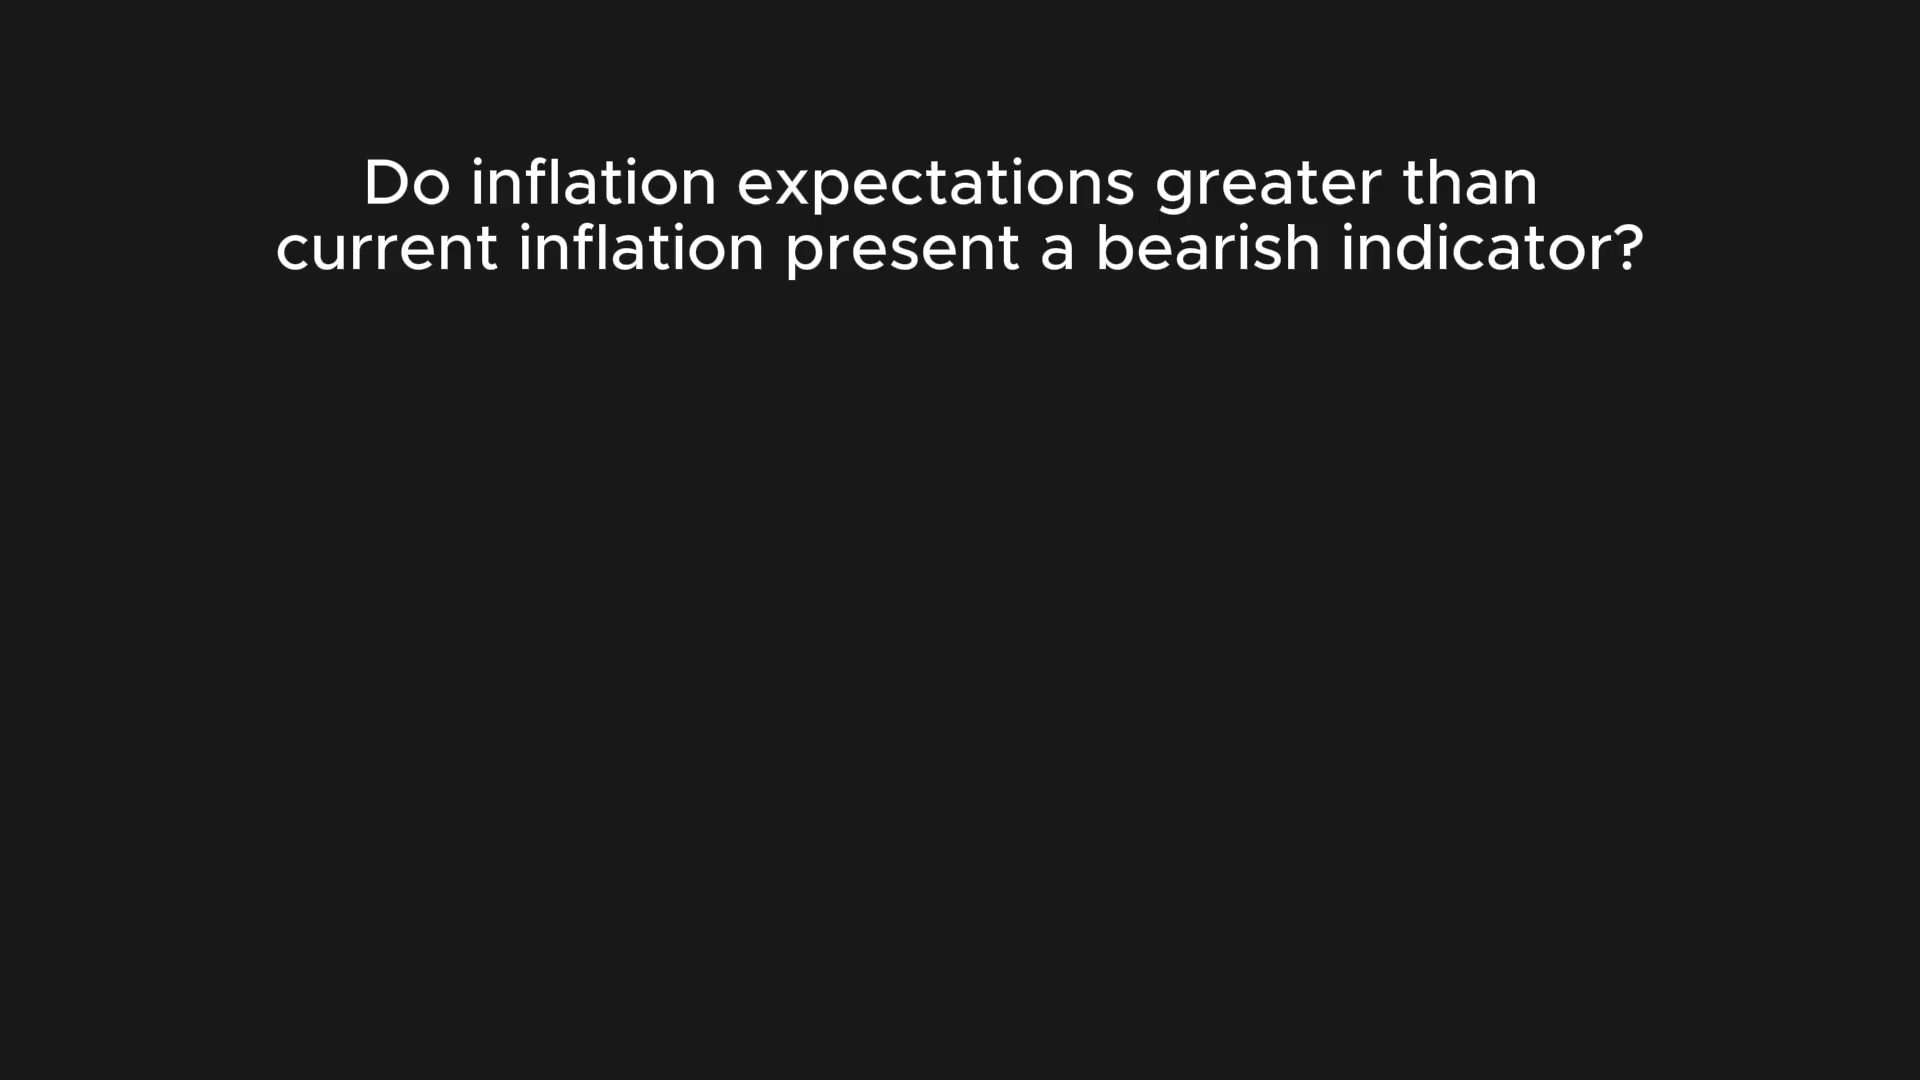 Do inflation expectations greater than
current inflation present a bearish indicator?